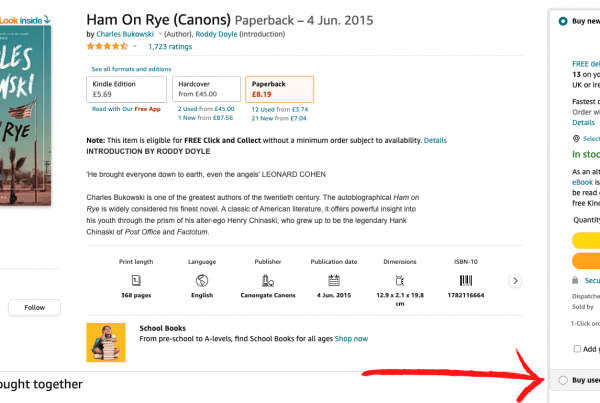 Look inside
LES
WSKI
RYE
Follow
ought together
Ham On Rye (Canons) Paperback – 4 Jun. 2015
by Charles Bukowski (Author), Roddy Doyle (Introduction)
1,723 ratings
See all formats and editions
Kindle Edition
£5.69
Read with Our Free App
Hardcover
from £45.00
2 Used from £45.00
1 New from £87.56
Paperback
£8.19
12 Used from £3.74
21 New from £7.04
Note: This item is eligible for FREE Click and Collect without a minimum order subject to availability. Details
INTRODUCTION BY RODDY DOYLE
'He brought everyone down to earth, even the angels' LEONARD COHEN
Charles Bukowski is one of the greatest authors of the twentieth century. The autobiographical Ham on
Rye is widely considered his finest novel. A classic of American literature, it offers powerful insight into
his youth through the prism of his alter-ego Henry Chinaski, who grew up to be the legendary Hank
Chinaski of Post Office and Factotum.
Print length
368 pages
Language
English
Publisher
Canongate Canons
Publication date
4 Jun. 2015
Dimensions
12.9 x 2.1 x 19.8
cm
ISBN-10
1782116664
School Books
From pre-school to A-levels, find School Books for all ages Shop now
Buy new
FREE del
13 on yo
UK or Ire
Fastest d
Order wi
Details
Select
In stoc
As an alt
eBook is
be read o
free Kind
Quantity
Secu
Dispatche
Sold by
1-Click or
Add g
Buy use